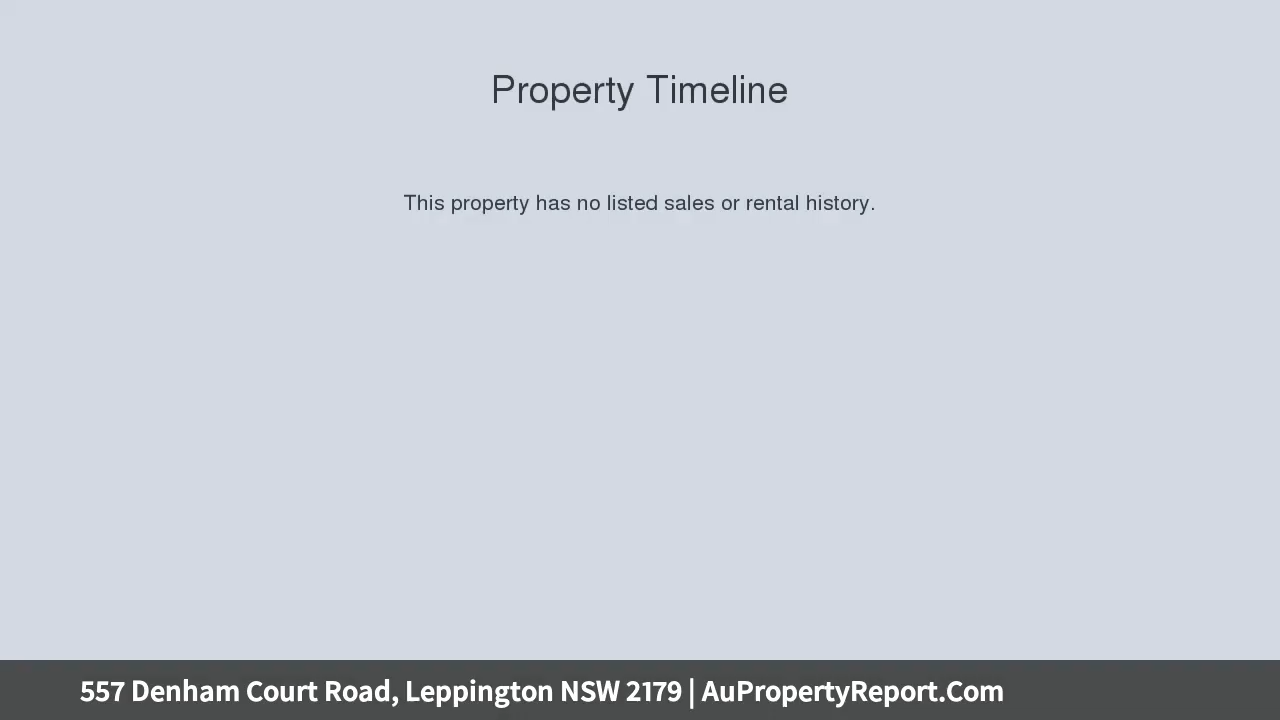 Property Timeline
This property has no listed sales or rental history.
557 Denham Court Road, Leppington NSW 2179 | AuPropertyReport.Com